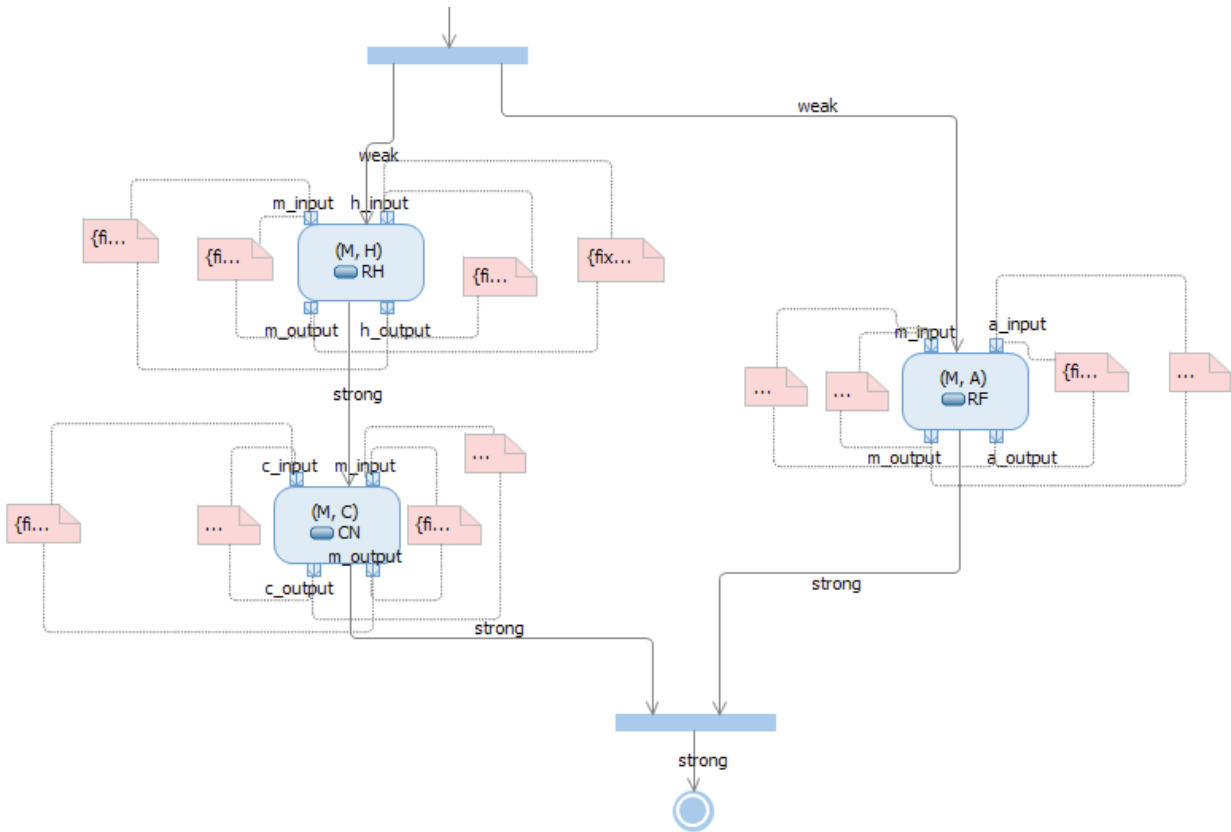 weak
weak
m_input
h_input
{fi...
{fi...
(M, H)
RH
{fi...
{fix...
m_output
h_output
strong
m_input
a_input
...
...
(M, A)
RF
{fi...
...
m_output
a_output
c_input
m_input
...
{fi...
...
(M, C)
CN
{fi...
m_output
c_output
strong
strong
strong